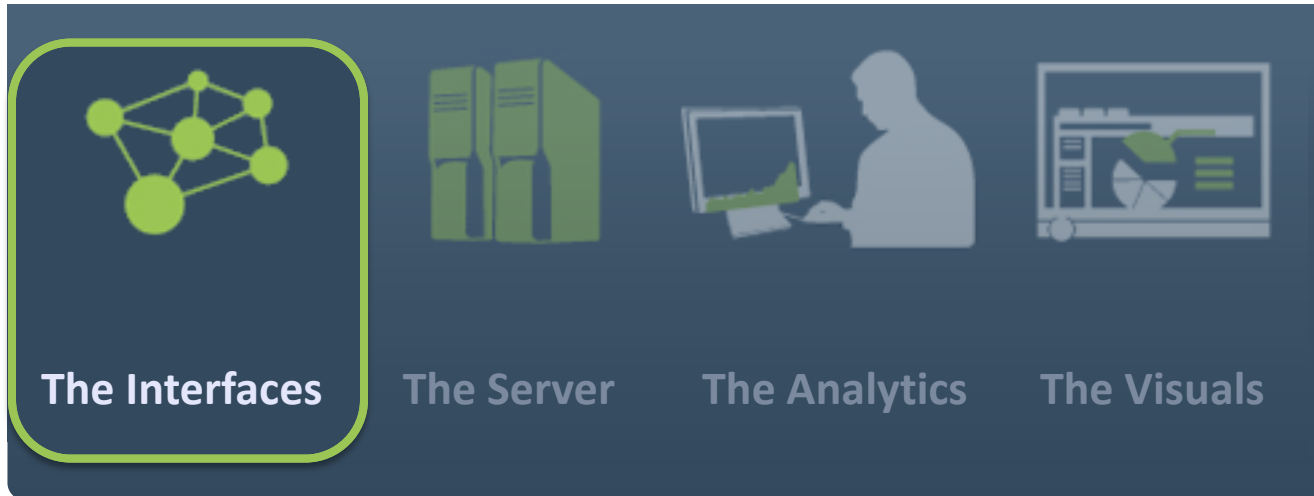 The Interfaces
The Server
The Analytics
The Visuals